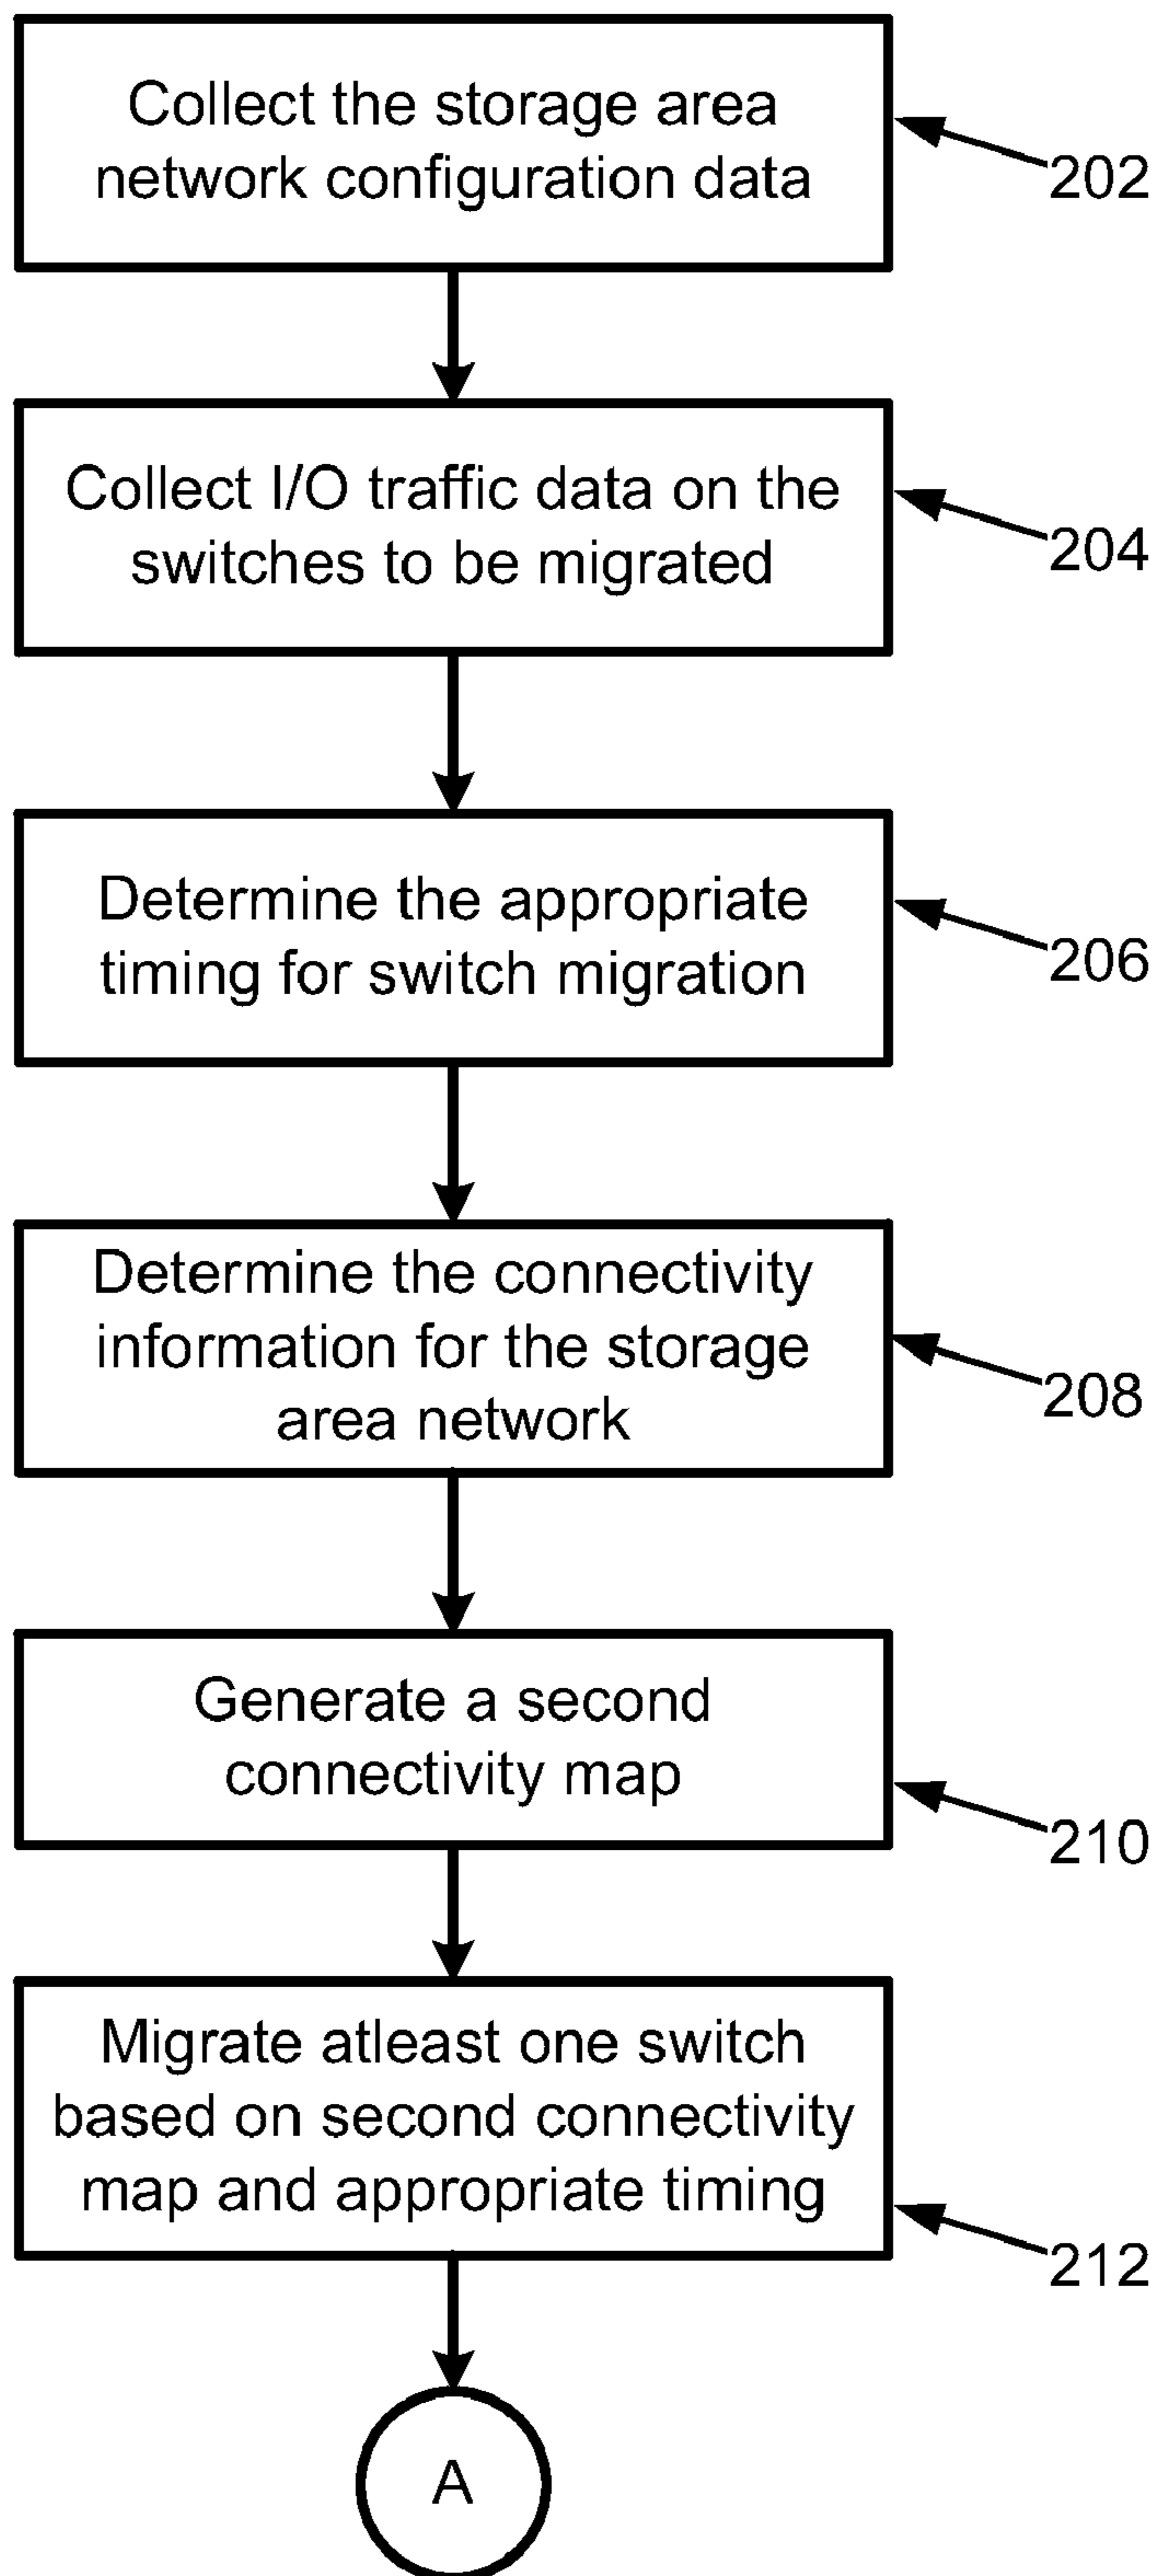 Collect the storage area
network configuration data
202
Collect I/O traffic data on the
switches to be migrated
204
Determine the appropriate
timing for switch migration
206
Determine the connectivity
information for the storage
area network
208
Generate a second
connectivity map
210
Migrate atleast one switch
based on second connectivity
map and appropriate timing
212
A